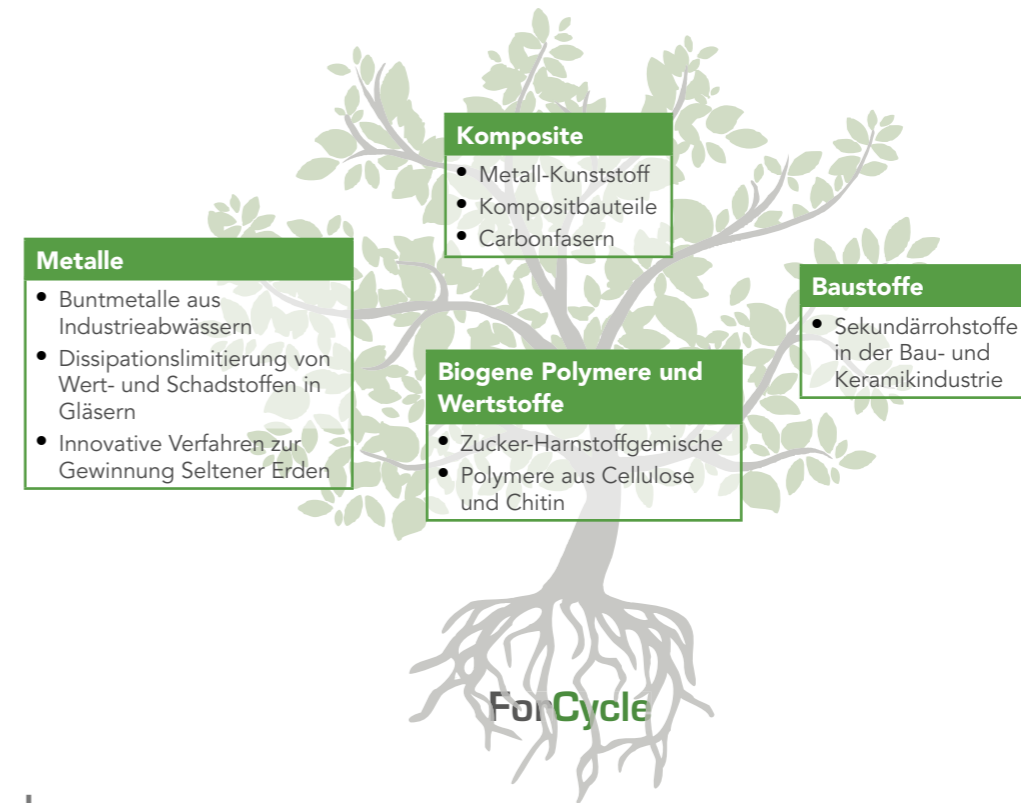 Komposite
• Metall-Kunststoff
• Kompositbauteile
• Carbonfasern
Metalle
• Buntmetalle aus
Industrieabwässern
• Dissipationslimitierung von
Wert- und Schadstoffen in
Gläsern
• Innovative Verfahren zur
Gewinnung Seltener Erden
Baustoffe
• Sekundärrohstoffe
in der Bau- und
Keramikindustrie
Biogene Polymere und
Wertstoffe
• Zucker-Harnstoffgemische
• Polymere aus Cellulose
und Chitin
ForCycle